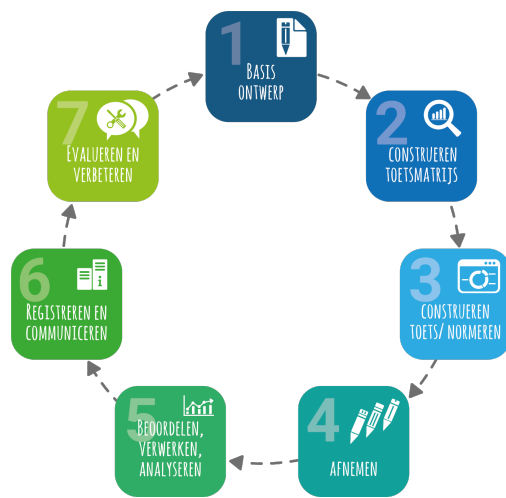 1
BASIS
ONTWERP
2
CONSTRUEREN
TOETSMATRIJS
3
CONSTRUEREN
TOETS/ NORMEREN
4
AFNEMEN
5
BEOORDELEN,
VERWERKEN,
ANALYSEREN
6
REGISTREREN EN
COMMUNICEREN
7
EVALUEREN EN
VERBETEREN